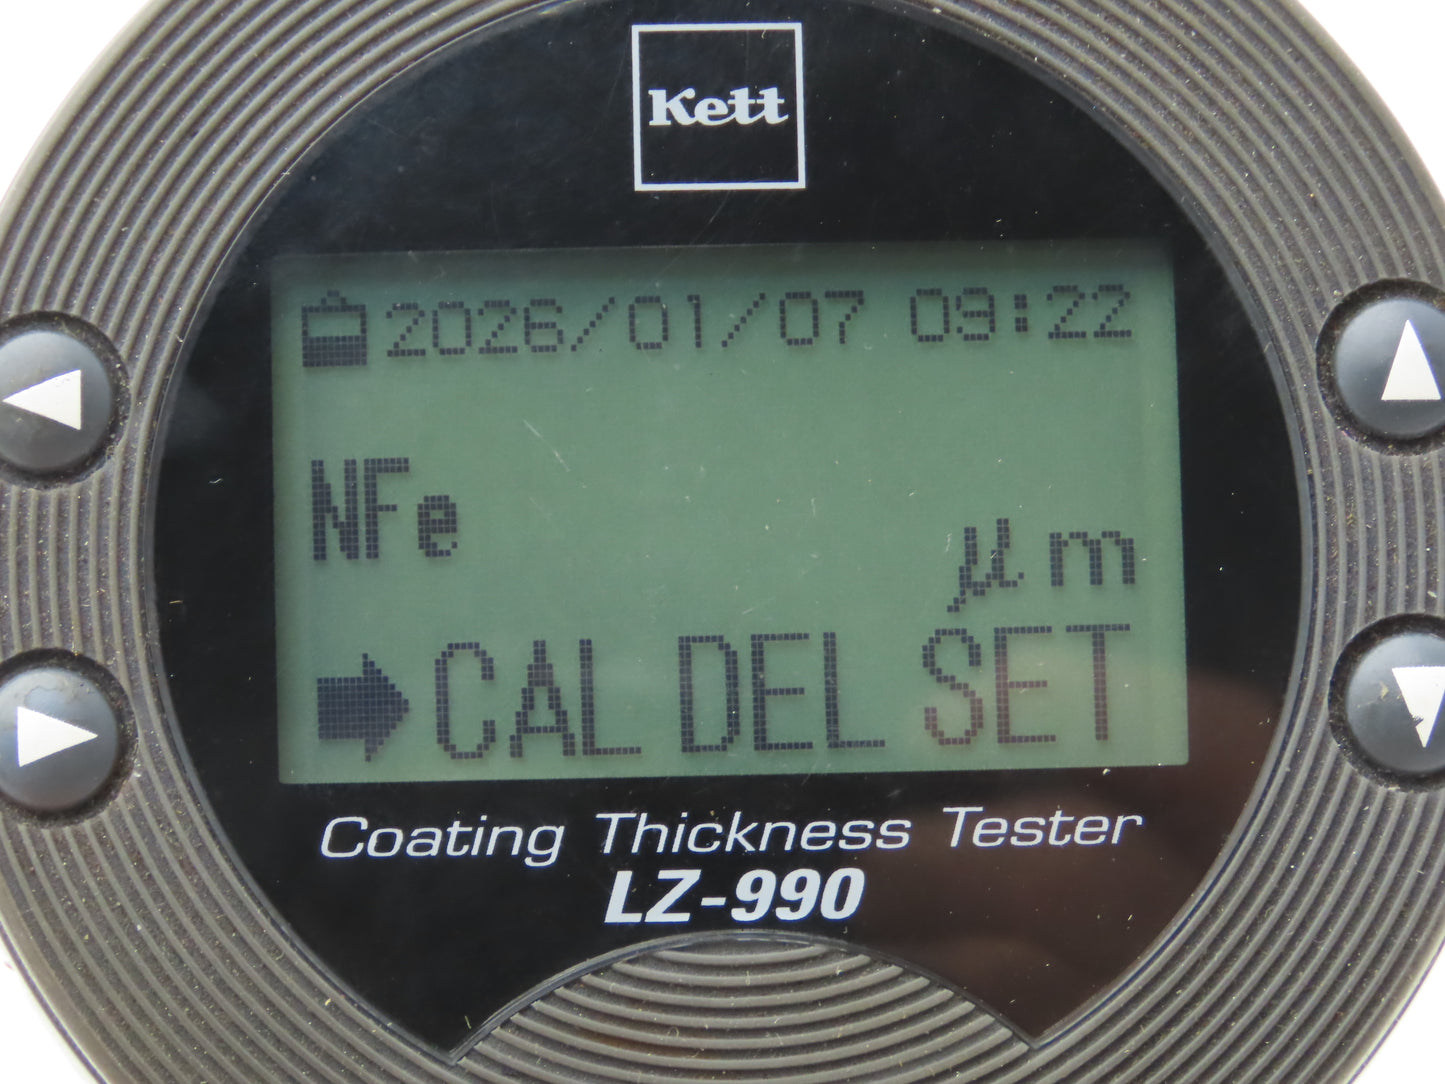 Kett
2026/01/07 09:22
NFe
μm
CAL DEL SET
Coating Thickness Tester
LZ-990